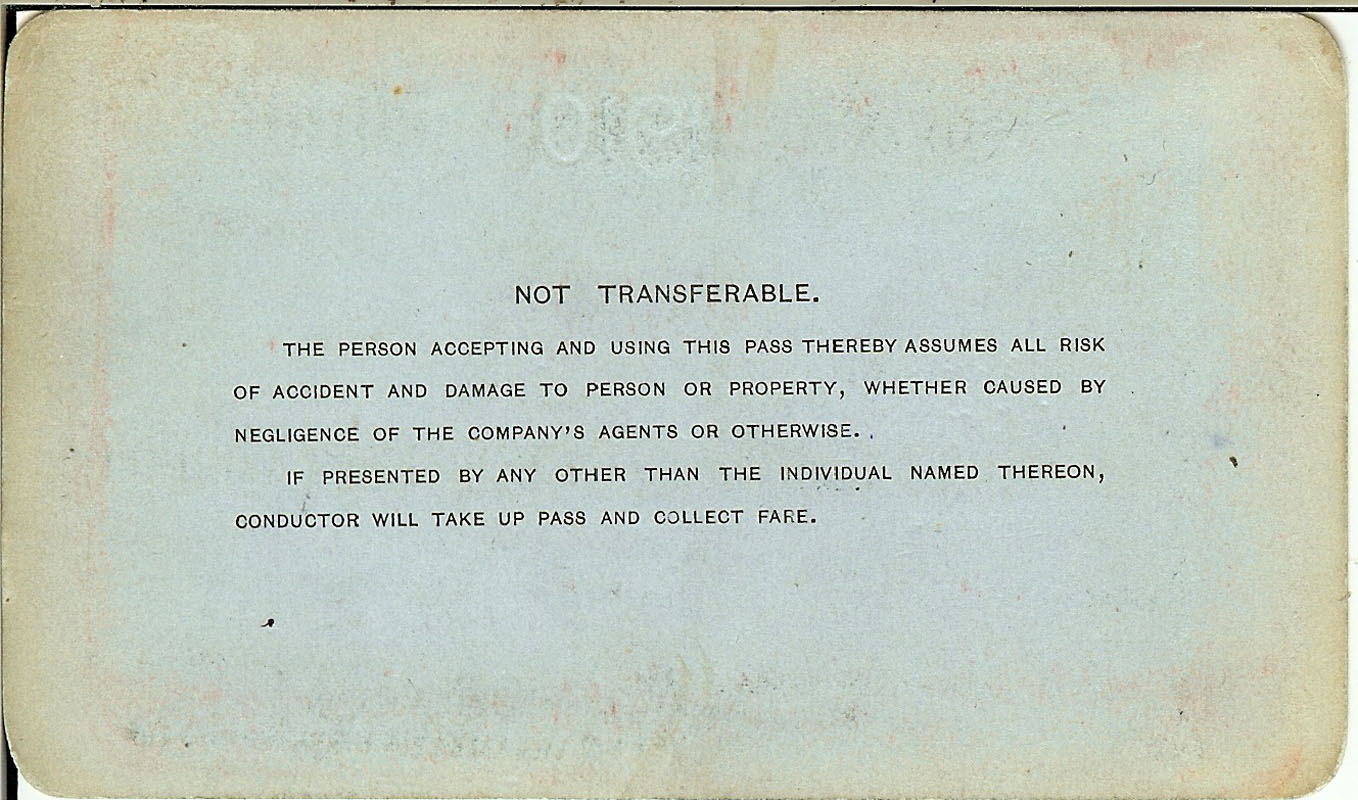 NOT TRANSFERABLE.
THE PERSON ACCEPTING AND USING THIS PASS THEREBY ASSUMES ALL RISK
OF ACCIDENT AND DAMAGE TO PERSON OR PROPERTY, WHETHER CAUSED BY
NEGLIGENCE OF THE COMPANY'S AGENTS OR OTHERWISE.
IF PRESENTED BY ANY OTHER THAN THE INDIVIDUAL NAMED THEREON,
CONDUCTOR WILL TAKE UP PASS AND COLLECT FARE.